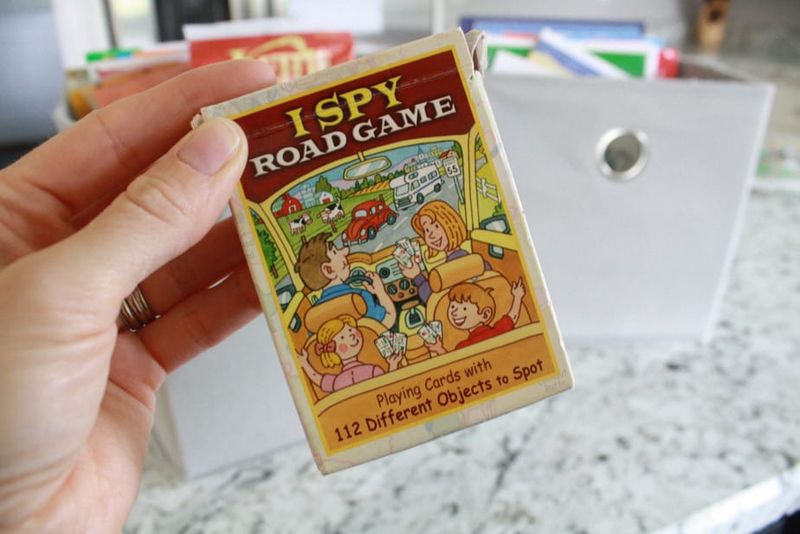 I SPY
ROAD GAME
55
Playing Cards with
112 Different Objects to Spot